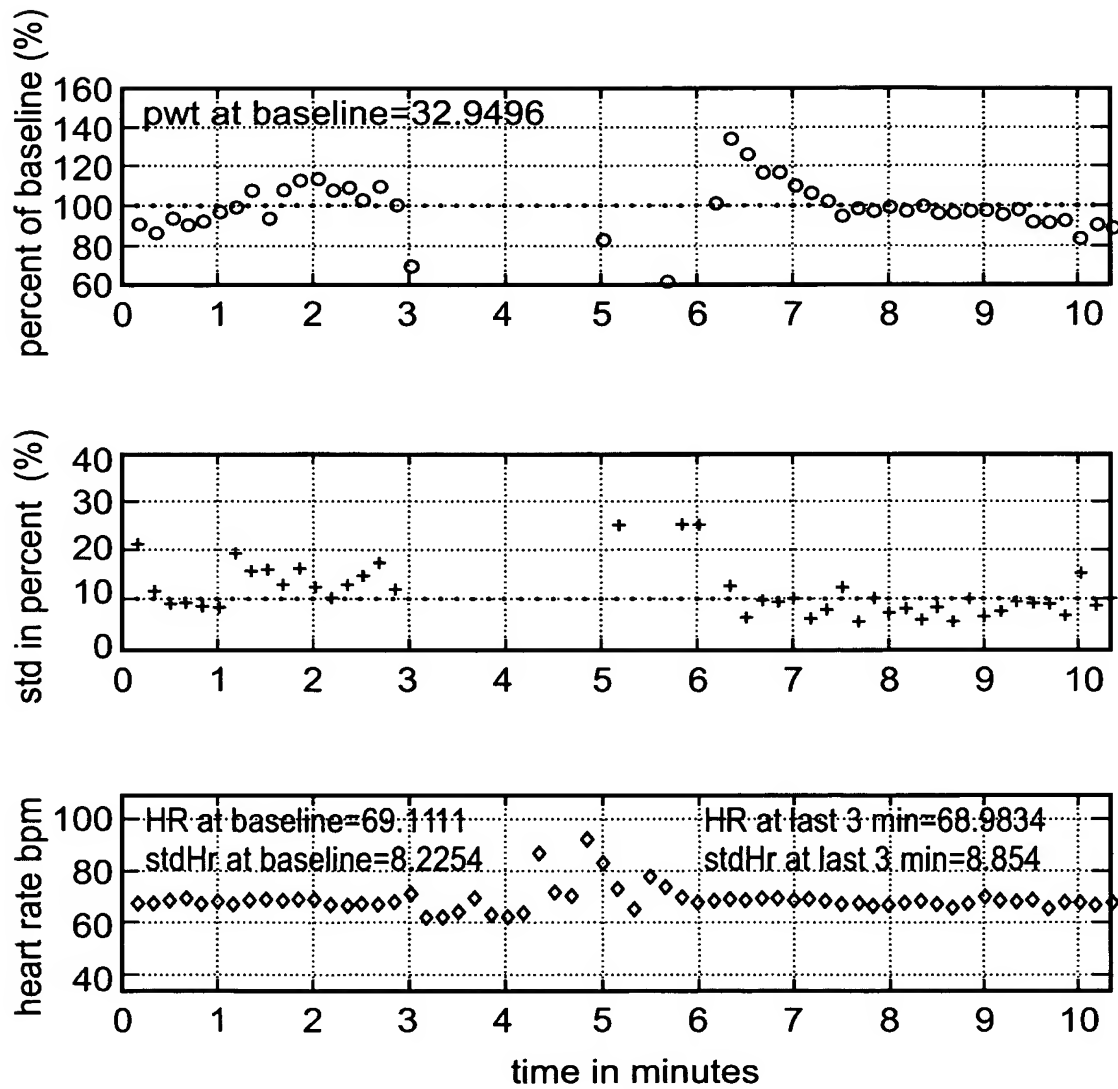 percent of baseline (%)
160
140
120
100
80
60
pwt at baseline=32.9496
0 1 2 3 4 5 6 7 8 9 10
std in percent (%)
40
30
20
10
0
0 1 2 3 4 5 6 7 8 9 10
heart rate bpm
100
80
60
40
HR at baseline=69.1111
stdHr at baseline=8.2254
HR at last 3 min=68.9834
stdHr at last 3 min=8.854
0 1 2 3 4 5 6 7 8 9 10
time in minutes